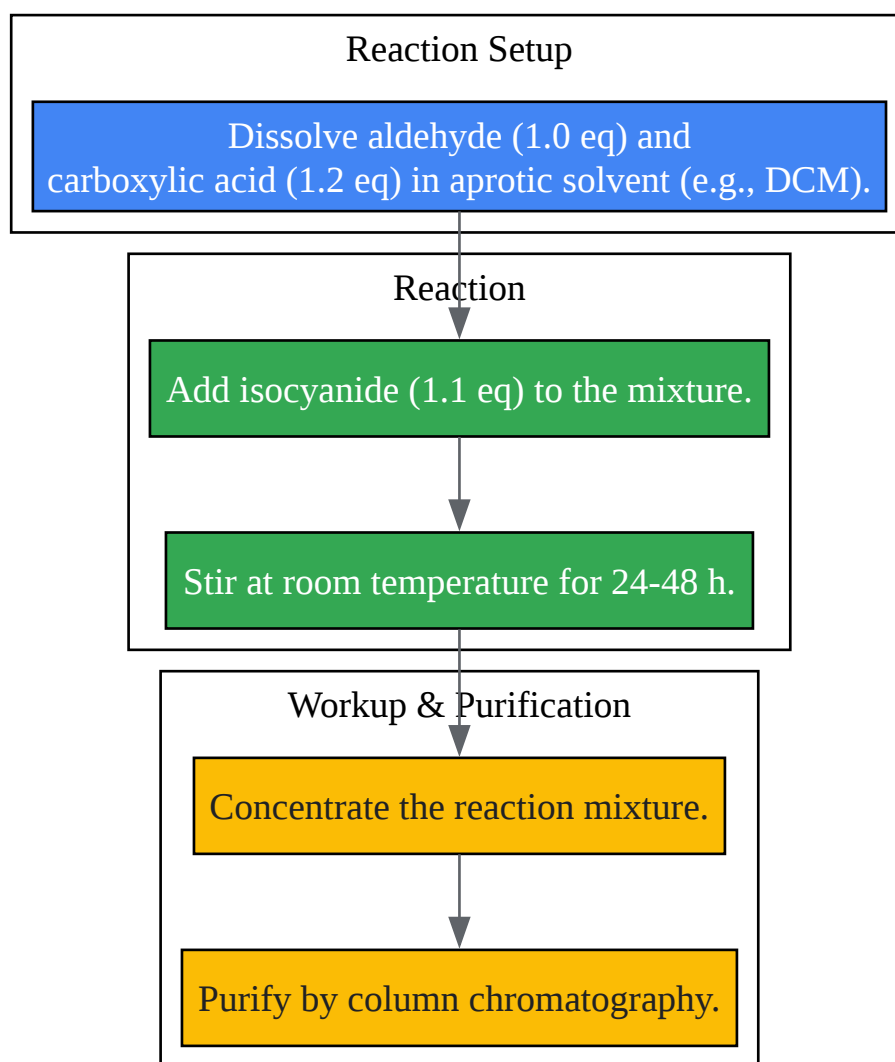 Reaction Setup
Dissolve aldehyde (1.0 eq) and
carboxylic acid (1.2 eq) in aprotic solvent (e.g., DCM).
Reaction
Add isocyanide (1.1 eq) to the mixture.
Stir at room temperature for 24-48 h.
Workup & Purification
Concentrate the reaction mixture.
Purify by column chromatography.